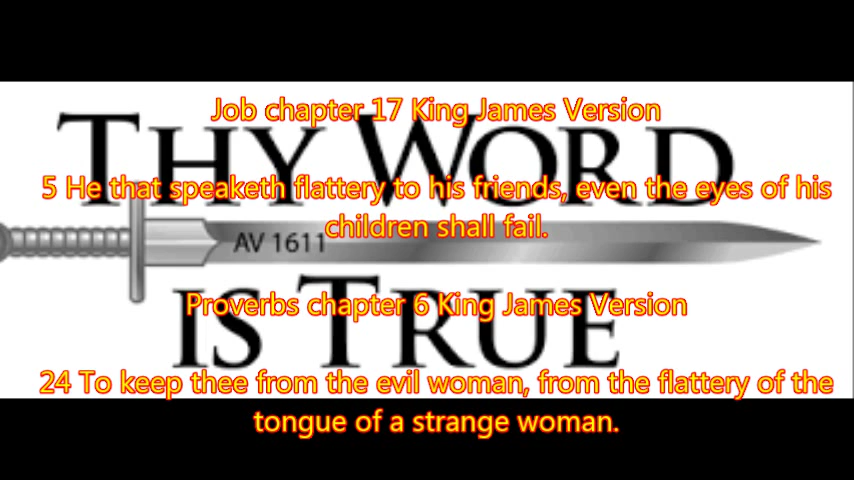 Job chapter 17 King James Version
THY WORD
5 He that speaketh flattery to his friends, even the eyes of his
children shall fail.
AV 1611
Proverbs chapter 6 King James Version
IS TRUE
24 To keep thee from the evil woman, from the flattery of the
tongue of a strange woman.